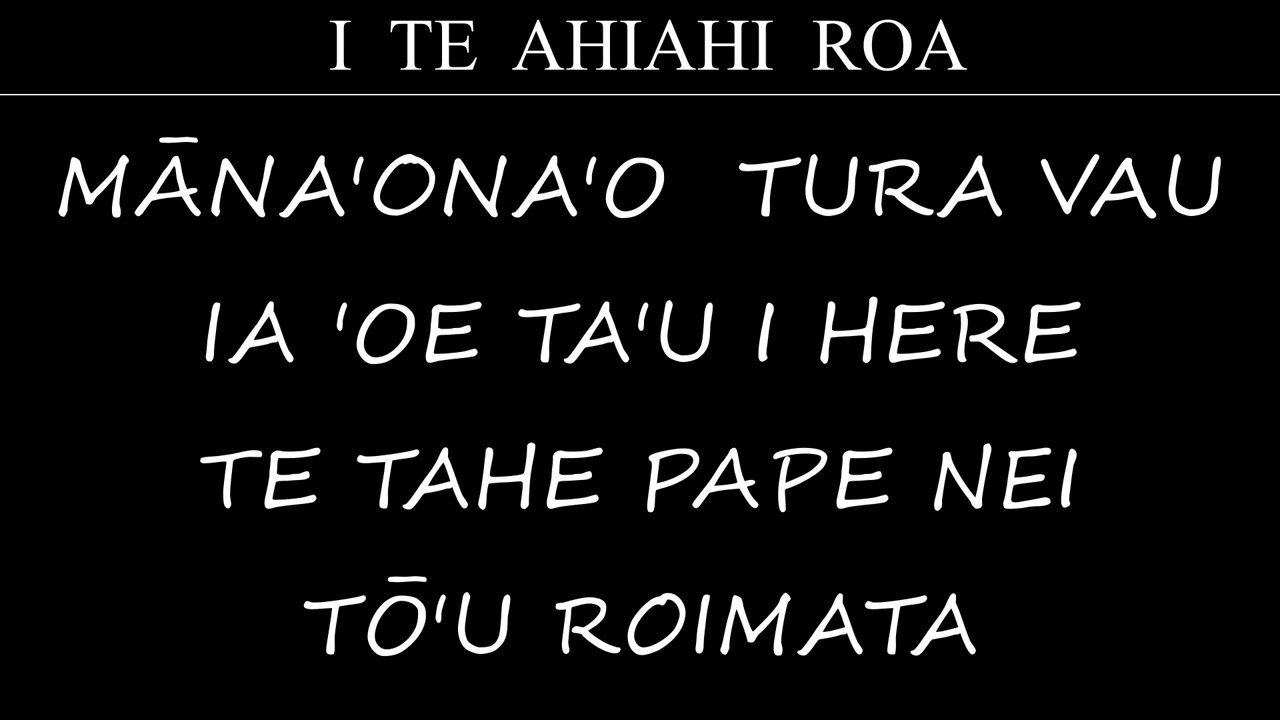 I TE AHIAHI ROA
MĀNA'ONA'O TURA VAU
IA 'OE TA'U I HERE
TE TAHE PAPE NEI
TŌ'U ROIMATA